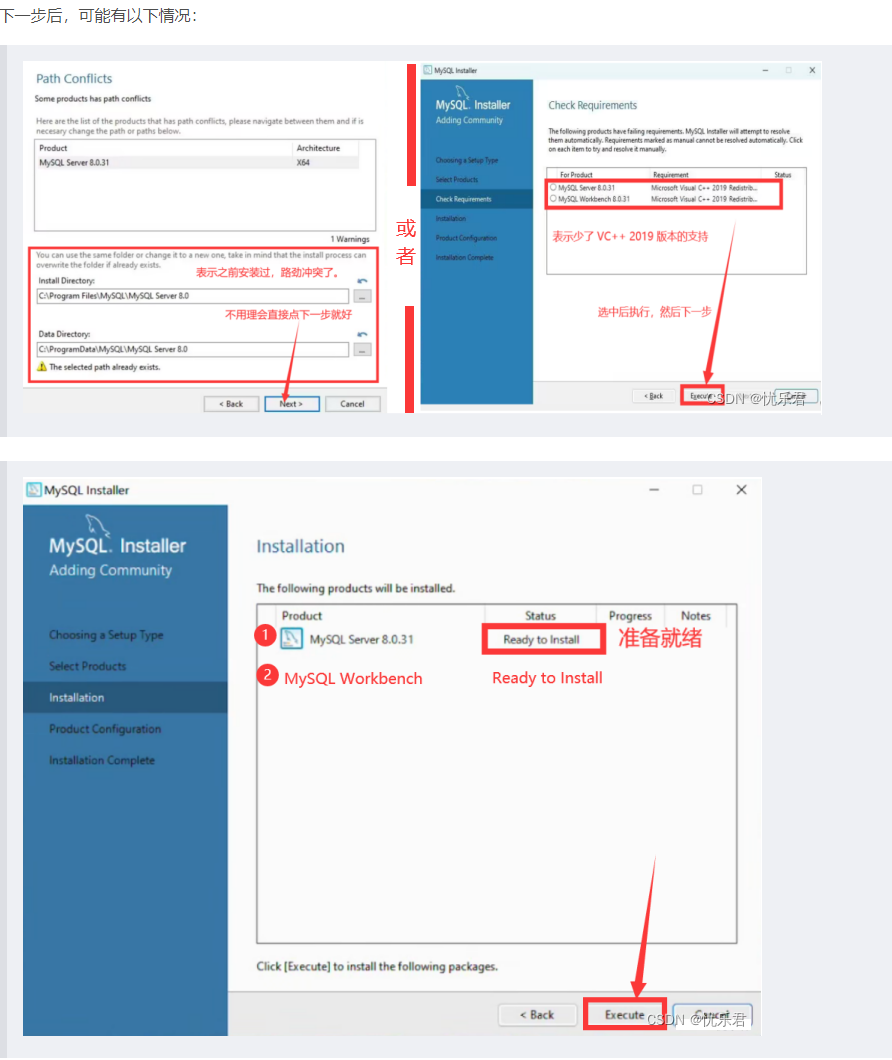 下一步后，可能有以下情况：
Path Conflicts
Some products has path conflicts
Here are the list of the products that has path conflicts, please navigate between them and if is
necesary change the path or paths below.
Product Architecture
MySQL Server 8.0.31 X64
1 Warnings
You can use the same folder or change it to a new one, take in mind that the install process can
overwrite the folder if already exists.
表示之前安装过，路劲冲突了。
Install Directory:
C:\Program Files\MySQL\MySQL Server 8.0 ...
不用理会直接点下一步就好
Data Directory:
C:\ProgramData\MySQL\MySQL Server 8.0 ...
The selected path already exists.
< Back Next > Cancel
或
者
MySQL Installer
MySQL. Installer
Adding Community
Choosing a Setup Type
Select Products
Check Requirements
Installation
Product Configuration
Installation Complete
Check Requirements
The following products have failing requirements. MySQL Installer will attempt to resolve
them automatically. Requirements marked as manual cannot be resolved automatically. Click
on each item to try and resolve it manually.
For Product Requirement Status
MySQL Server 8.0.31 Microsoft Visual C++ 2019 Redistrib...
MySQL Workbench 8.0.31 Microsoft Visual C++ 2019 Redistrib...
表示少了 VC++ 2019 版本的支持
选中后执行，然后下一步
< Back Execute
CSDN @忧乐君
MySQL Installer
MySQL. Installer
Adding Community
Choosing a Setup Type
Select Products
Installation
Product Configuration
Installation Complete
Installation
The following products will be installed.
Product Status Progress Notes
1 MySQL Server 8.0.31 Ready to Install 准备就绪
2 MySQL Workbench Ready to Install
Click [Execute] to install the following packages.
< Back Execute Cancel
CSDN @忧乐君